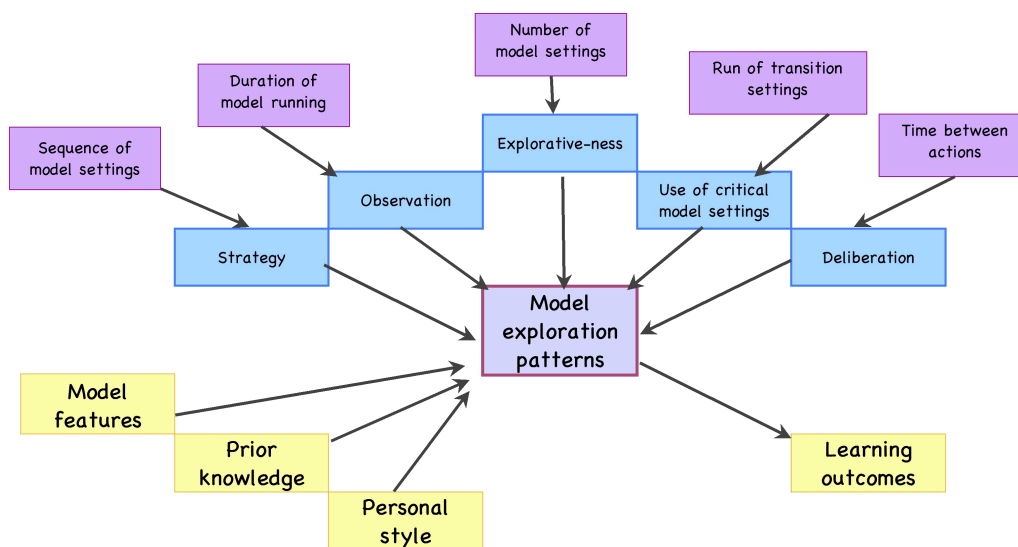 Number of
model settings
Duration of
model running
Run of transition
settings
Sequence of
model settings
Time between
actions
Explorative-ness
Observation
Use of critical
model settings
Strategy
Deliberation
Model
exploration
patterns
Model
features
Prior
knowledge
Personal
style
Learning
outcomes